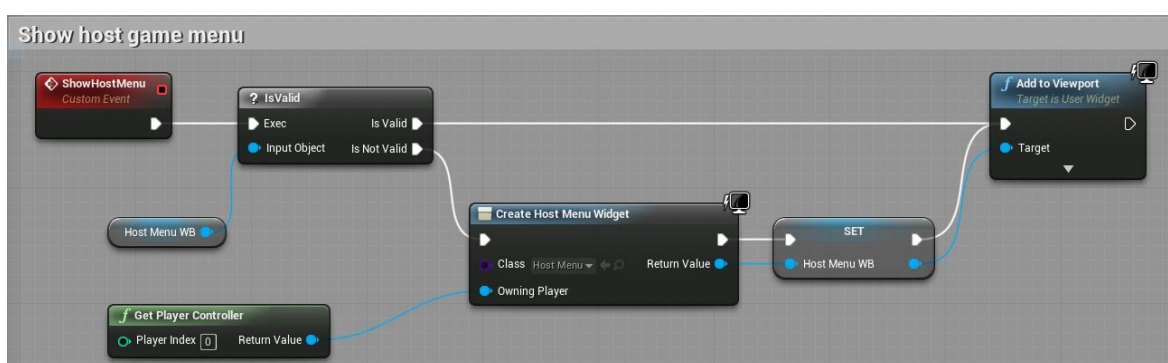 Show host game menu
ShowHostMenu
Custom Event
? IsValid
Exec
Is Valid
Input Object
Is Not Valid
Host Menu WB
f Get Player Controller
Player Index 0
Return Value
Create Host Menu Widget
Class Host Menu
Return Value
Owning Player
SET
Host Menu WB
f Add to Viewport
Target is User Widget
Target